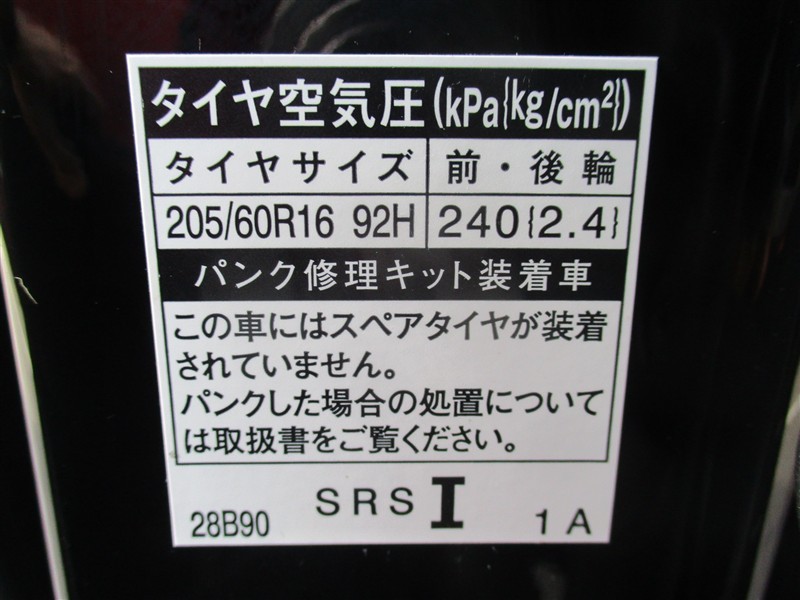 タイヤ空気圧(kPa{kg/cm²})
タイヤサイズ 前・後輪
205/60R16 92H 240{2.4}
パンク修理キット装着車
この車にはスペアタイヤが装着
されていません。
パンクした場合の処置について
は取扱書をご覧ください。
28B90 SRS I 1A